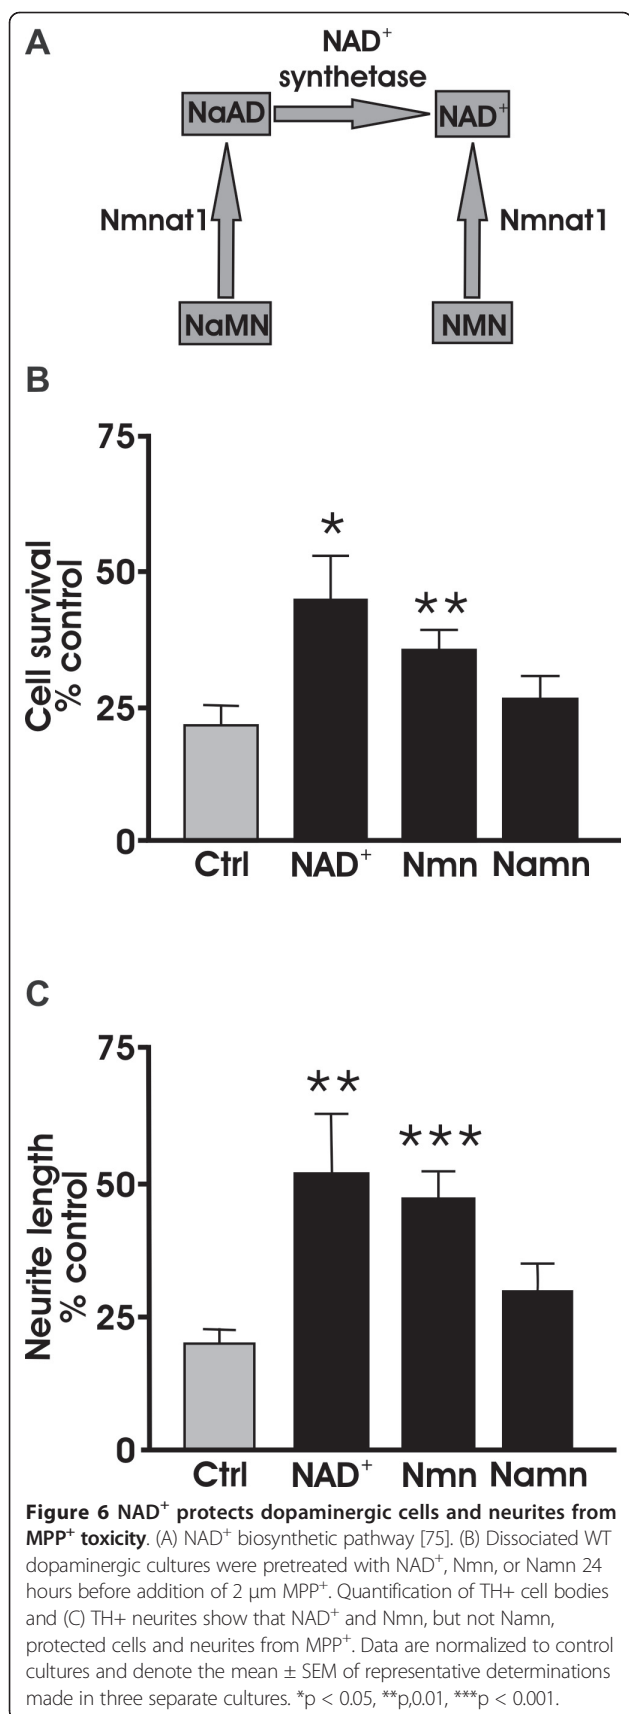 A
NAD⁺
synthetase
NaAD
NAD⁺
Nmnat1
Nmnat1
NaMN
NMN
B
75
50
25
0
Cell survival
% control
*
**
Ctrl
NAD⁺
Nmn
Namn
C
75
50
25
0
Neurite length
% control
**
***
Ctrl
NAD⁺
Nmn
Namn
Figure 6 NAD⁺ protects dopaminergic cells and neurites from
MPP⁺ toxicity. (A) NAD⁺ biosynthetic pathway [75]. (B) Dissociated WT
dopaminergic cultures were pretreated with NAD⁺, Nmn, or Namn 24
hours before addition of 2 μm MPP⁺. Quantification of TH+ cell bodies
and (C) TH+ neurites show that NAD⁺ and Nmn, but not Namn,
protected cells and neurites from MPP⁺. Data are normalized to control
cultures and denote the mean ± SEM of representative determinations
made in three separate cultures. *p < 0.05, **p,0.01, ***p < 0.001.